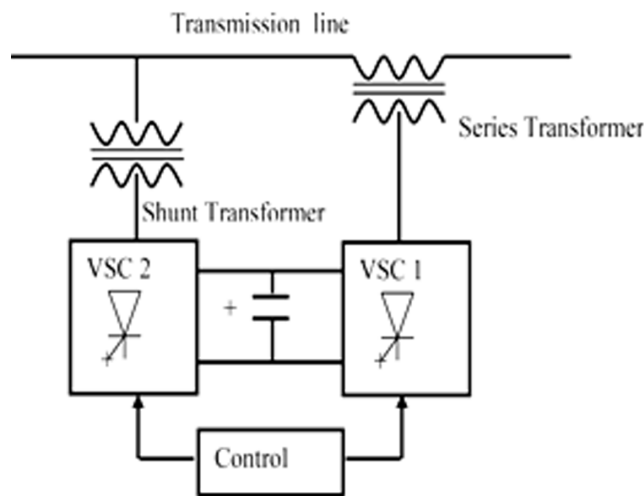 Transmission line
Series Transformer
Shunt Transformer
VSC 2
VSC 1
+
Control